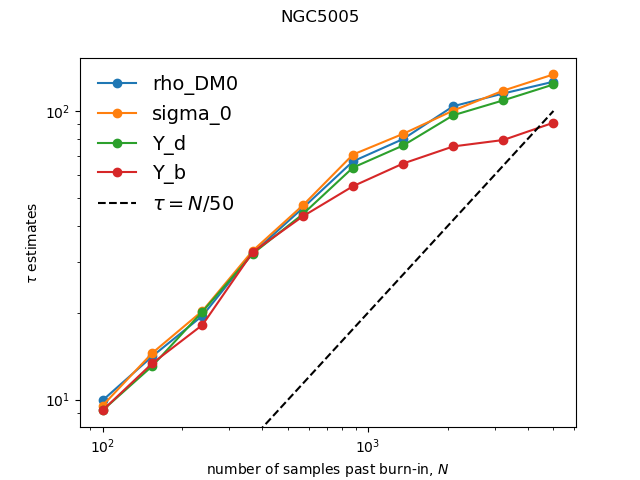 NGC5005
rho_DM0
sigma_0
Y_d
Y_b
τ = N/50
10²
10¹
τ estimates
10²
10³
number of samples past burn-in, N